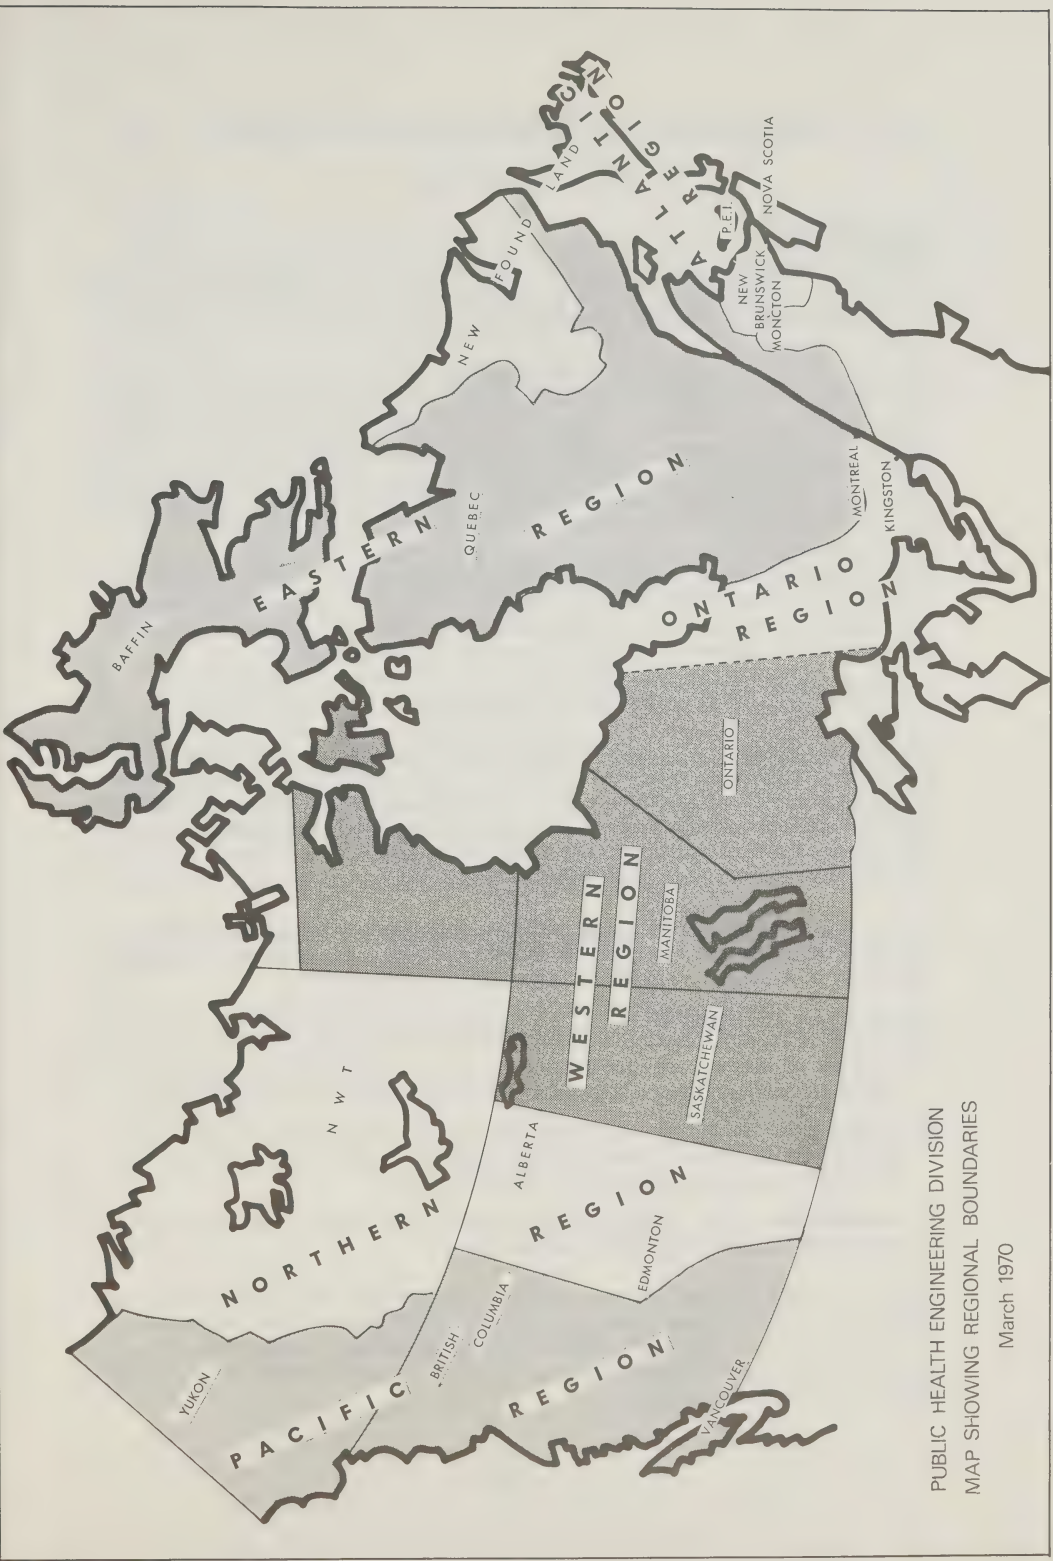 BAFFIN
EASTERN
REGION
QUEBEC
NEW
FOUND
LAND
ATLANTIC
REGION
P.E.I.
NOVA SCOTIA
NEW
BRUNSWICK
MONCTON
MONTREAL
KINGSTON
ONTARIO
REGION
ONTARIO
WESTERN
REGION
MANITOBA
SASKATCHEWAN
N W T
NORTHERN
REGION
ALBERTA
EDMONTON
YUKON
PACIFIC
REGION
BRITISH
COLUMBIA
VANCOUVER
PUBLIC HEALTH ENGINEERING DIVISION
MAP SHOWING REGIONAL BOUNDARIES
March 1970